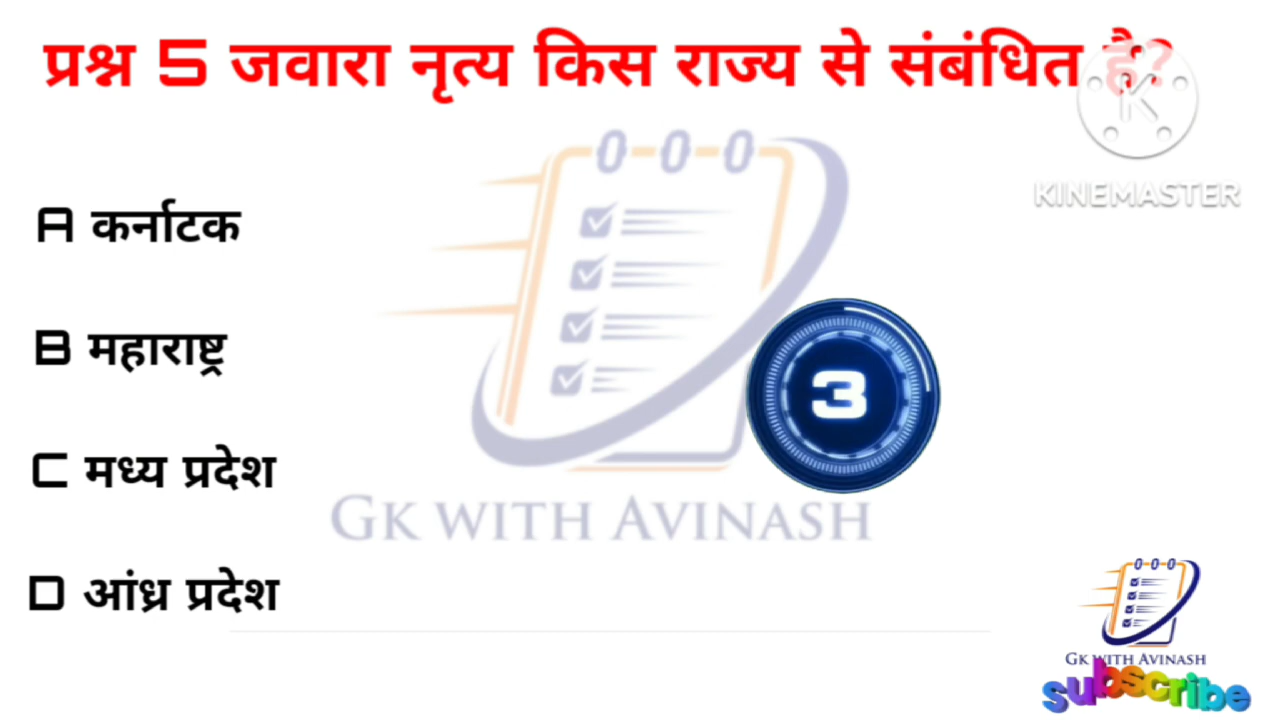 प्रश्न 5 जवारा नृत्य किस राज्य से संबंधित है?
KINEMASTER
A कर्नाटक
B महाराष्ट्र
3
C मध्य प्रदेश
GK WITH AVINASH
D आंध्र प्रदेश
GK WITH AVINASH
subscribe